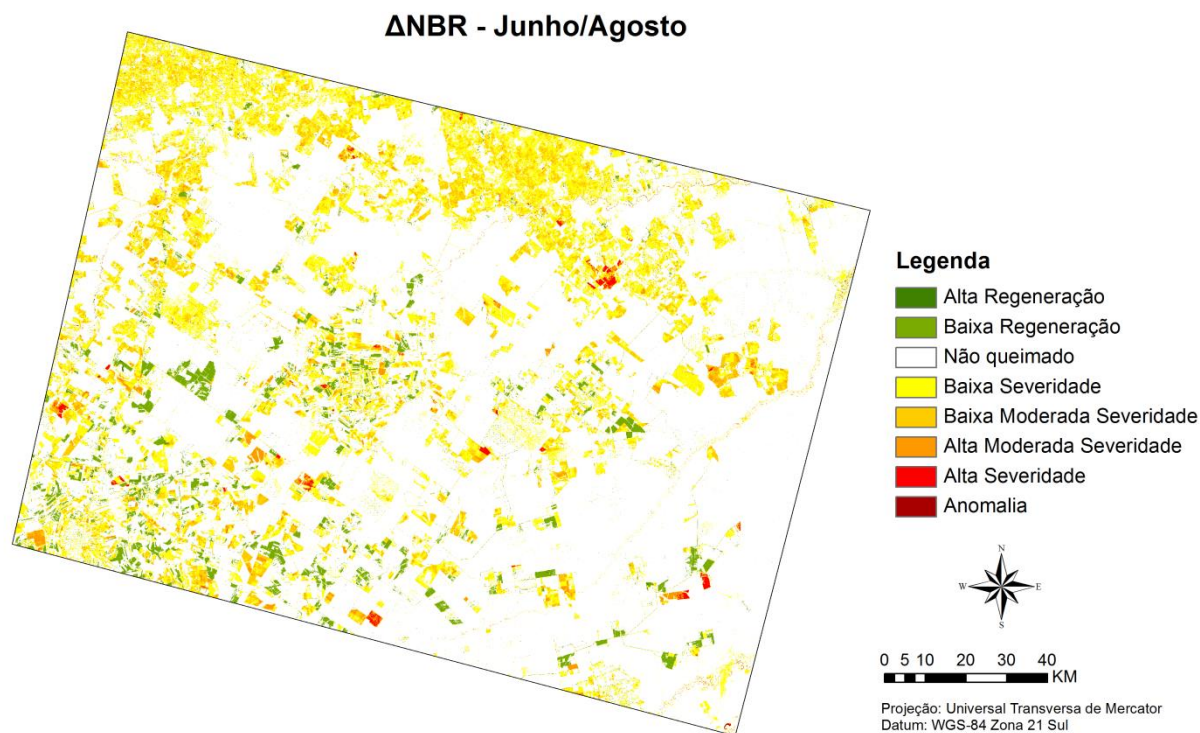 ΔNBR - Junho/Agosto
Legenda
Alta Regeneração
Baixa Regeneração
Não queimado
Baixa Severidade
Baixa Moderada Severidade
Alta Moderada Severidade
Alta Severidade
Anomalia
N
W E
S
0 5 10 20 30 40
KM
Projeção: Universal Transversa de Mercator
Datum: WGS-84 Zona 21 Sul